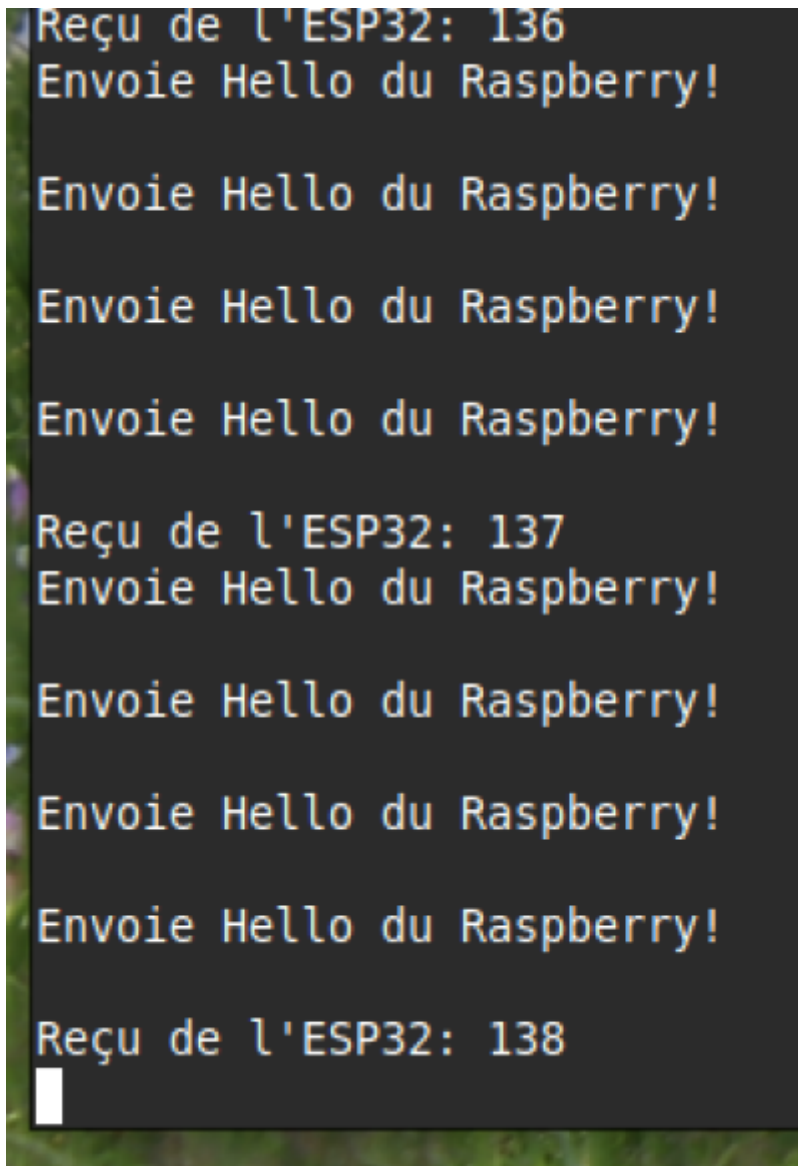 Reçu de l'ESP32: 136
Envoie Hello du Raspberry!
Envoie Hello du Raspberry!
Envoie Hello du Raspberry!
Envoie Hello du Raspberry!
Reçu de l'ESP32: 137
Envoie Hello du Raspberry!
Envoie Hello du Raspberry!
Envoie Hello du Raspberry!
Envoie Hello du Raspberry!
Reçu de l'ESP32: 138